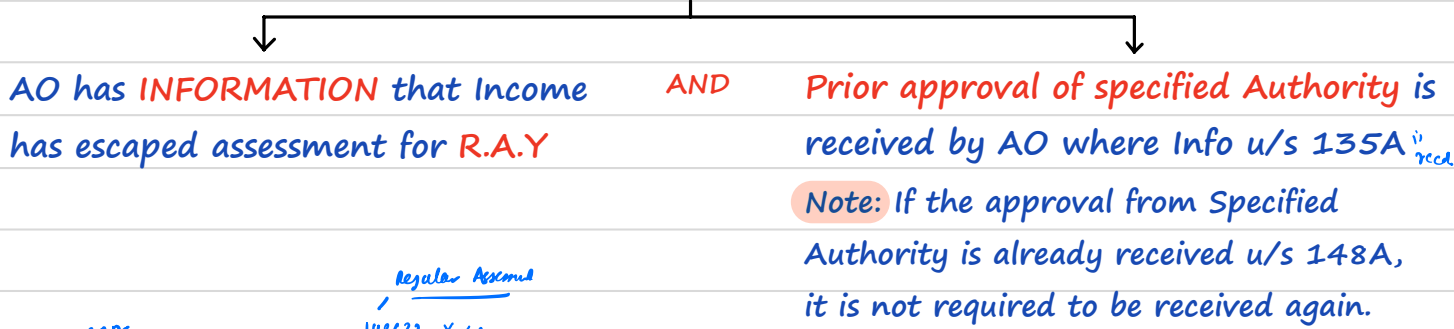 AO has INFORMATION that Income
has escaped assessment for R.A.Y
AND
Prior approval of specified Authority is
received by AO where Info u/s 135A is
recd.
Note: If the approval from Specified
Authority is already received u/s 148A,
it is not required to be received again.
Regular